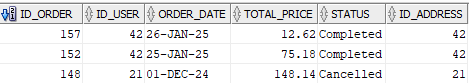 ID_ORDER ID_USER ORDER_DATE TOTAL_PRICE STATUS ID_ADDRESS
157 42 26-JAN-25 12.62 Completed 42
152 42 25-JAN-25 75.18 Completed 42
148 21 01-DEC-24 148.14 Cancelled 21